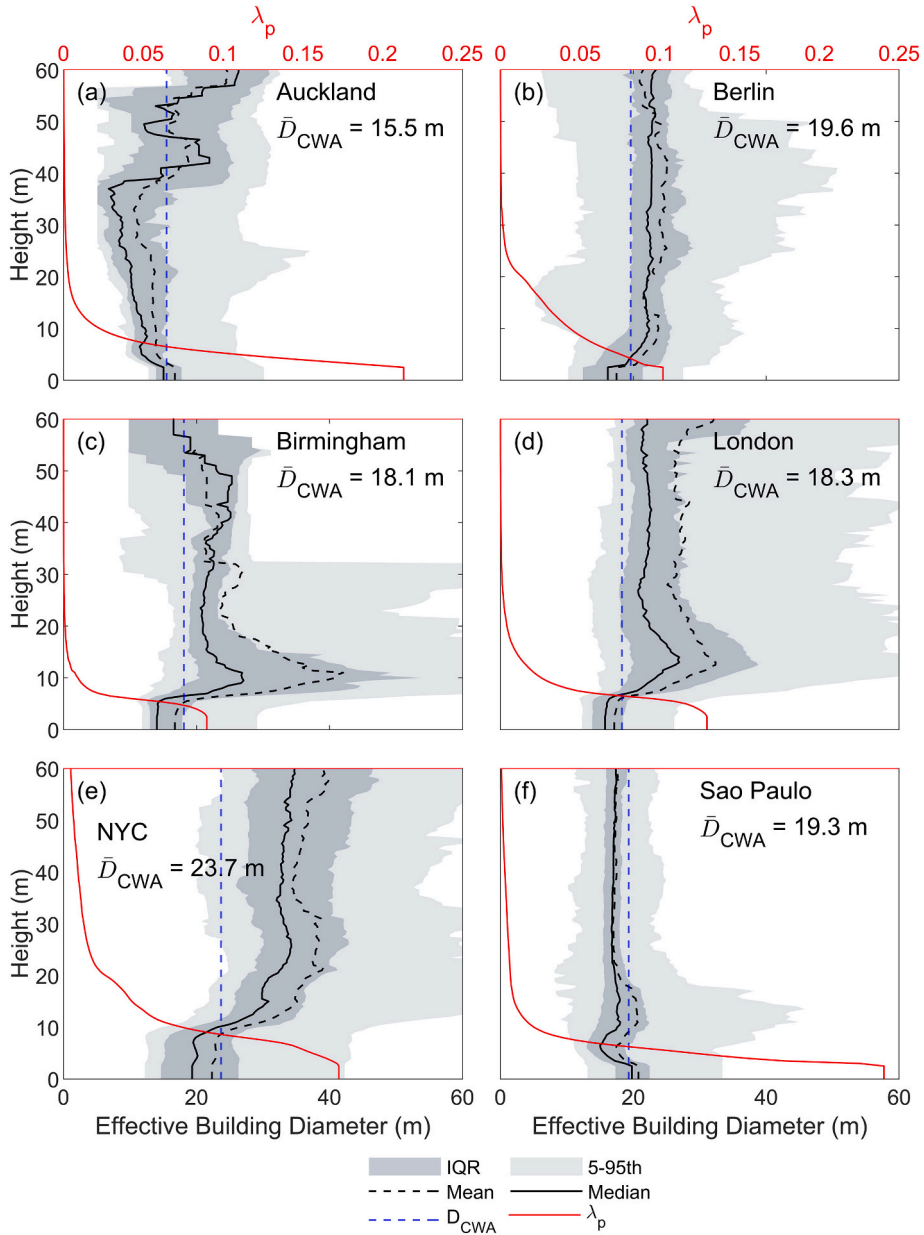 λp
0 0.05 0.1 0.15 0.2 0.25
λp
0 0.05 0.1 0.15 0.2 0.25
60
50
40
30
20
10
0
Height (m)
(a)
Auckland
D̄CWA = 15.5 m
(b)
Berlin
D̄CWA = 19.6 m
60
50
40
30
20
10
0
Height (m)
(c)
Birmingham
D̄CWA = 18.1 m
(d)
London
D̄CWA = 18.3 m
60
50
40
30
20
10
0
Height (m)
(e)
NYC
D̄CWA = 23.7 m
(f)
Sao Paulo
D̄CWA = 19.3 m
0 20 40 60
Effective Building Diameter (m)
0 20 40 60
Effective Building Diameter (m)
IQR 5-95th
Mean Median
DCWA λp